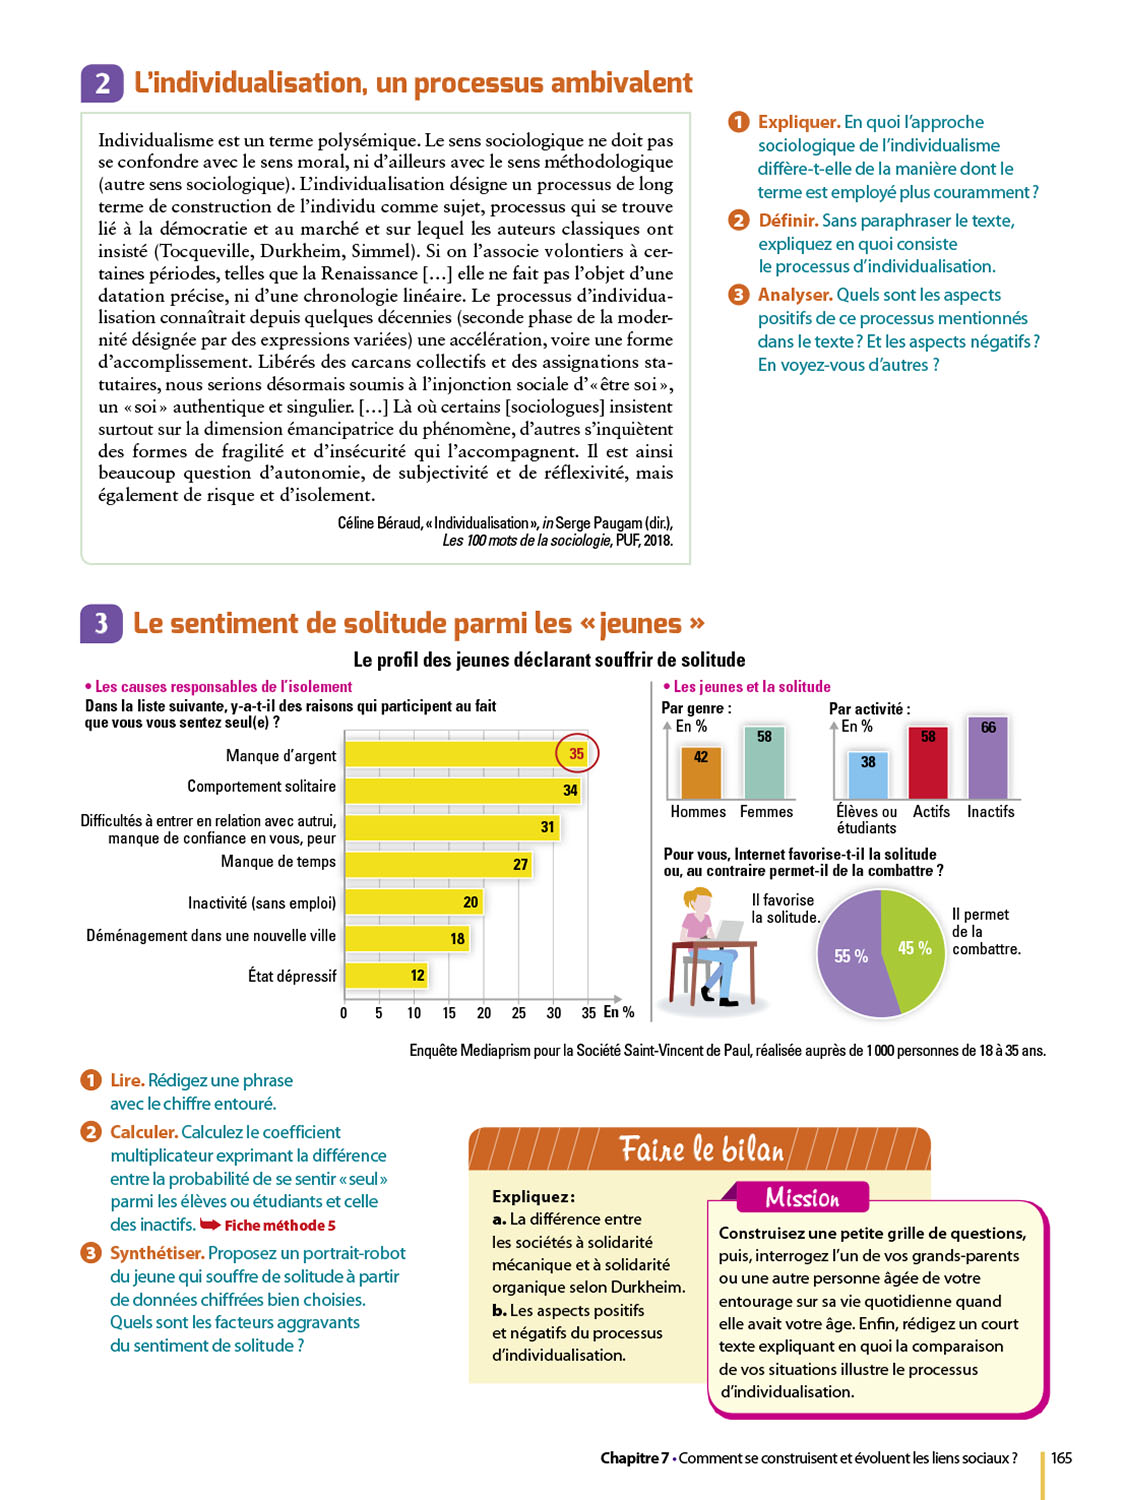 2 L'individualisation, un processus ambivalent
Individualisme est un terme polysémique. Le sens sociologique ne doit pas
se confondre avec le sens moral, ni d'ailleurs avec le sens méthodologique
(autre sens sociologique). L'individualisation désigne un processus de long
terme de construction de l'individu comme sujet, processus qui se trouve
lié à la démocratie et au marché et sur lequel les auteurs classiques ont
insisté (Tocqueville, Durkheim, Simmel). Si on l'associe volontiers à cer-
taines périodes, telles que la Renaissance […] elle ne fait pas l'objet d'une
datation précise, ni d'une chronologie linéaire. Le processus d'individua-
lisation connaîtrait depuis quelques décennies (seconde phase de la moder-
nité désignée par des expressions variées) une accélération, voire une forme
d'accomplissement. Libérés des carcans collectifs et des assignations sta-
tutaires, nous serions désormais soumis à l'injonction sociale d'« être soi »,
un « soi » authentique et singulier. […] Là où certains [sociologues] insistent
surtout sur la dimension émancipatrice du phénomène, d'autres s'inquiètent
des formes de fragilité et d'insécurité qui l'accompagnent. Il est ainsi
beaucoup question d'autonomie, de subjectivité et de réflexivité, mais
également de risque et d'isolement.
Céline Béraud, « Individualisation », in Serge Paugam (dir.),
Les 100 mots de la sociologie, PUF, 2018.
1 Expliquer. En quoi l'approche
sociologique de l'individualisme
diffère-t-elle de la manière dont le
terme est employé plus couramment ?
2 Définir. Sans paraphraser le texte,
expliquez en quoi consiste
le processus d'individualisation.
3 Analyser. Quels sont les aspects
positifs de ce processus mentionnés
dans le texte ? Et les aspects négatifs ?
En voyez-vous d'autres ?
3 Le sentiment de solitude parmi les « jeunes »
Le profil des jeunes déclarant souffrir de solitude
• Les causes responsables de l'isolement
Dans la liste suivante, y-a-t-il des raisons qui participent au fait
que vous vous sentez seul(e) ?
Manque d'argent 35
Comportement solitaire 34
Difficultés à entrer en relation avec autrui,
manque de confiance en vous, peur 31
Manque de temps 27
Inactivité (sans emploi) 20
Déménagement dans une nouvelle ville 18
État dépressif 12
0 5 10 15 20 25 30 35 En %
• Les jeunes et la solitude
Par genre :
En %
42 58
Hommes Femmes
Par activité :
En %
38 58 66
Élèves ou
étudiants Actifs Inactifs
Pour vous, Internet favorise-t-il la solitude
ou, au contraire permet-il de la combattre ?
Il favorise
la solitude.
55 % 45 %
Il permet
de la
combattre.
Enquête Mediaprism pour la Société Saint-Vincent de Paul, réalisée auprès de 1 000 personnes de 18 à 35 ans.
1 Lire. Rédigez une phrase
avec le chiffre entouré.
2 Calculer. Calculez le coefficient
multiplicateur exprimant la différence
entre la probabilité de se sentir « seul »
parmi les élèves ou étudiants et celle
des inactifs. Fiche méthode 5
3 Synthétiser. Proposez un portrait-robot
du jeune qui souffre de solitude à partir
de données chiffrées bien choisies.
Quels sont les facteurs aggravants
du sentiment de solitude ?
Faire le bilan
Expliquez :
a. La différence entre
les sociétés à solidarité
mécanique et à solidarité
organique selon Durkheim.
b. Les aspects positifs
et négatifs du processus
d'individualisation.
Mission
Construisez une petite grille de questions,
puis, interrogez l'un de vos grands-parents
ou une autre personne âgée de votre
entourage sur sa vie quotidienne quand
elle avait votre âge. Enfin, rédigez un court
texte expliquant en quoi la comparaison
de vos situations illustre le processus
d'individualisation.
Chapitre 7 • Comment se construisent et évoluent les liens sociaux ? 165